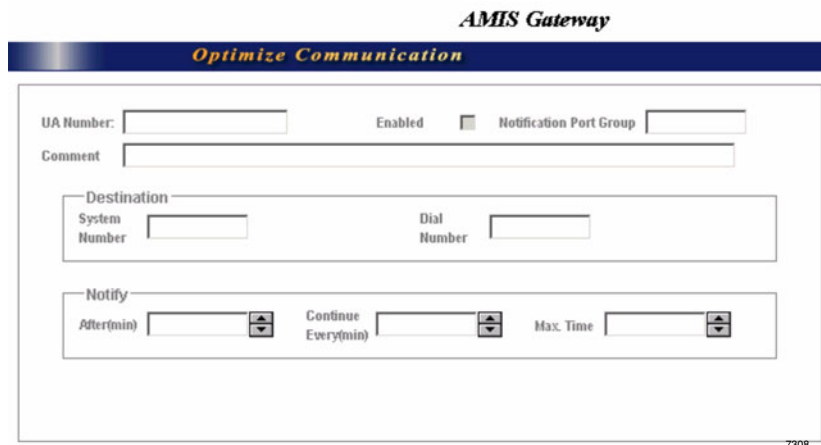 AMIS Gateway
Optimize Communication
UA Number: Enabled Notification Port Group
Comment
Destination
System Number Dial Number
Notify
After(min) Continue Every(min) Max. Time
7308